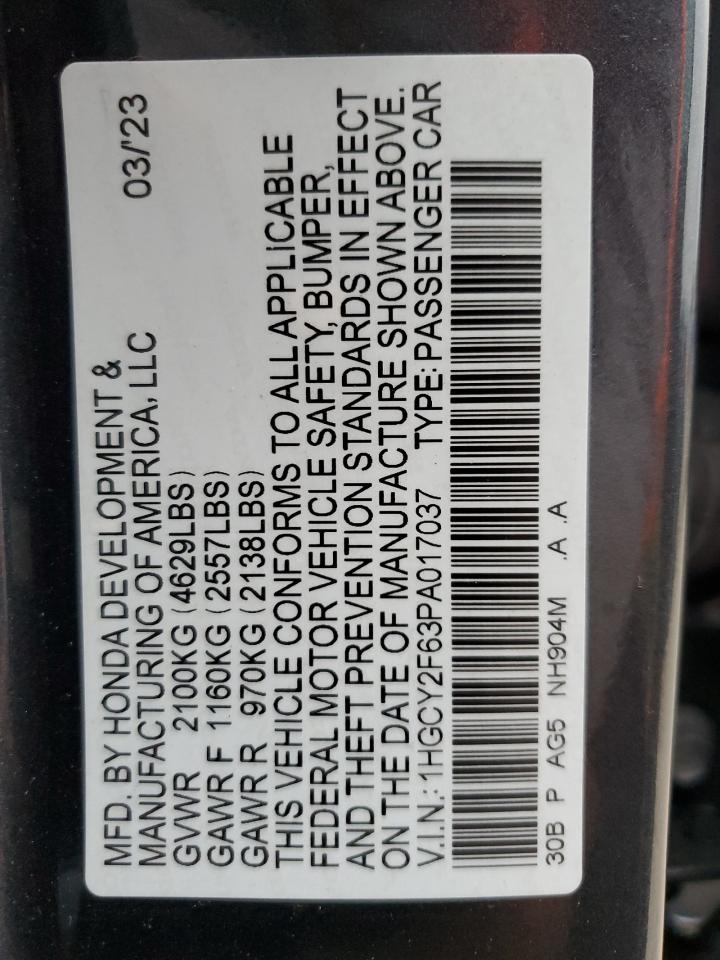 MFD. BY HONDA DEVELOPMENT &
MANUFACTURING OF AMERICA, LLC 03/'23
GVWR 2100KG (4629LBS)
GAWR F 1160KG (2557LBS)
GAWR R 970KG (2138LBS)
THIS VEHICLE CONFORMS TO ALL APPLICABLE
FEDERAL MOTOR VEHICLE SAFETY, BUMPER,
AND THEFT PREVENTION STANDARDS IN EFFECT
ON THE DATE OF MANUFACTURE SHOWN ABOVE.
V.I.N.: 1HGCY2F63PA017037 TYPE: PASSENGER CAR
30B P AG5 NH904M .A .A